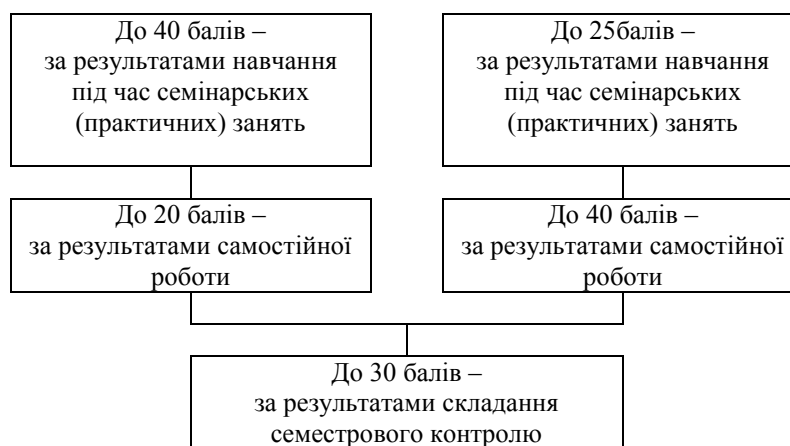 До 40 балів –
за результатами навчання
під час семінарських
(практичних) занять
До 25балів –
за результатами навчання
під час семінарських
(практичних) занять
До 20 балів –
за результатами самостійної
роботи
До 40 балів –
за результатами самостійної
роботи
До 30 балів –
за результатами складання
семестрового контролю